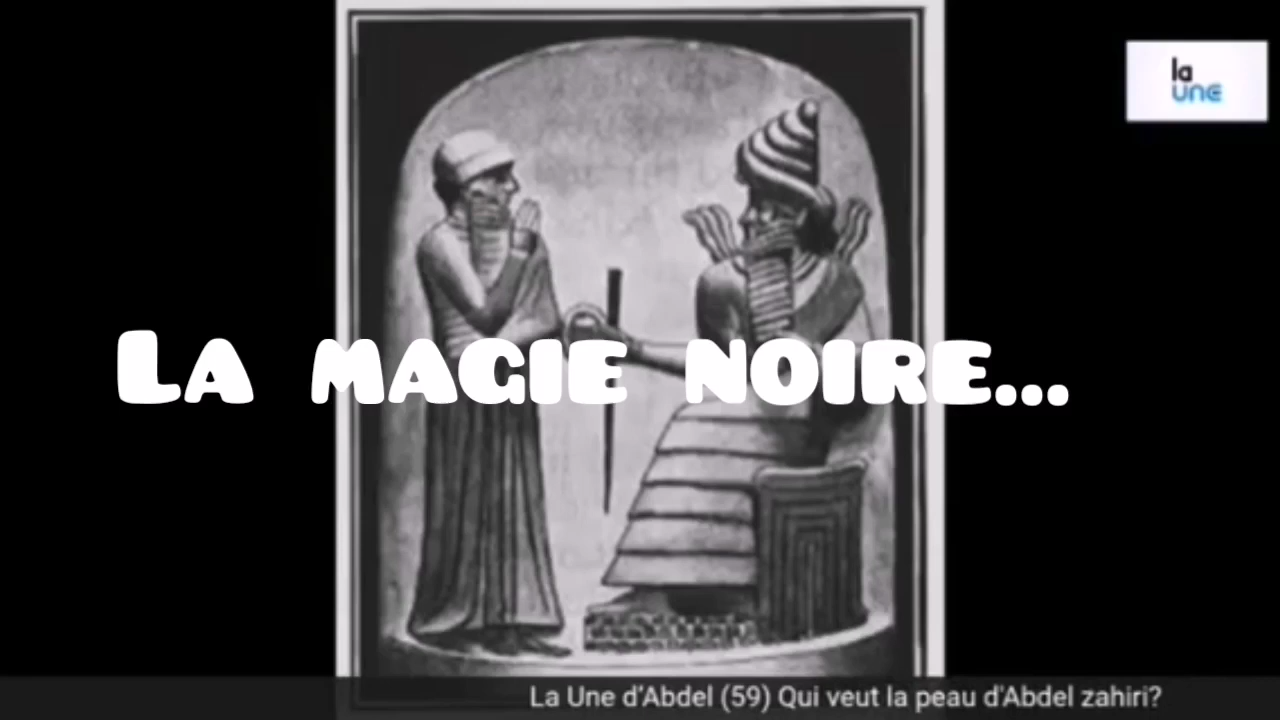 la
une
La magie noire...
La Une d'Abdel (59) Qui veut la peau d'Abdel zahiri?